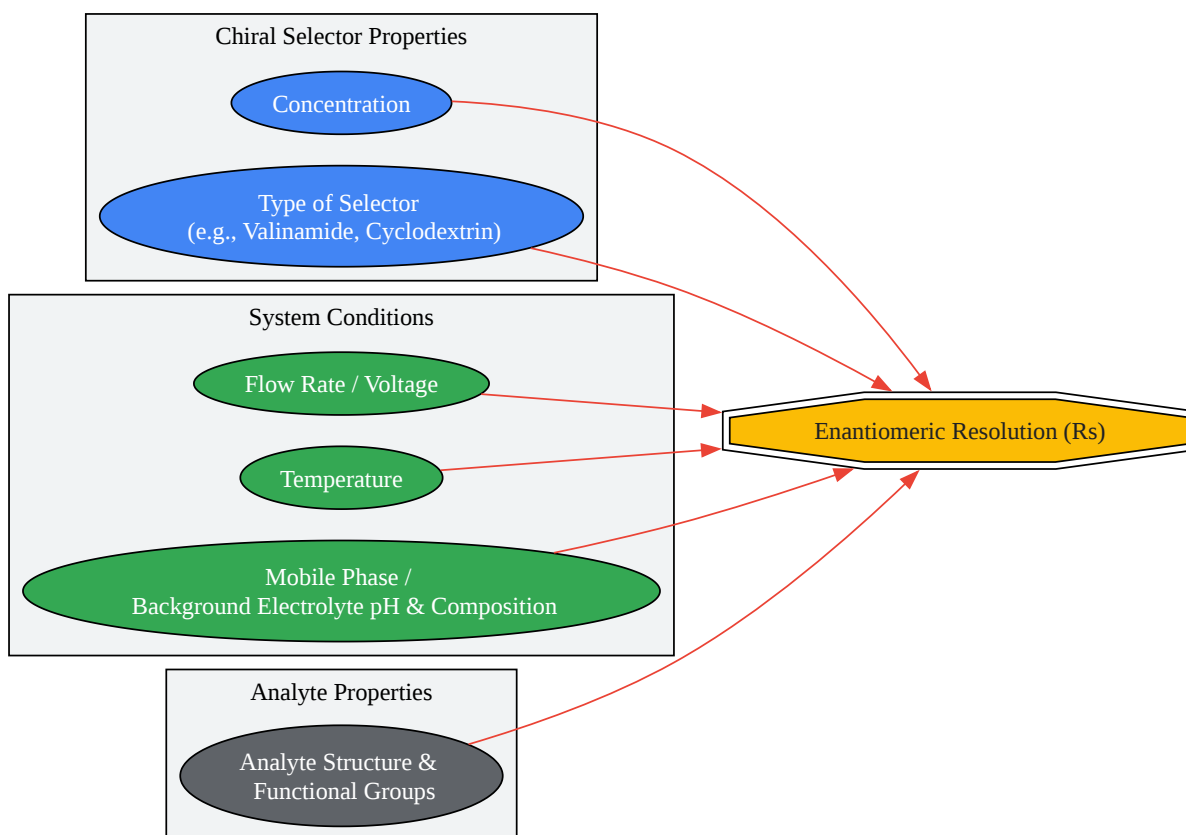 Chiral Selector Properties
Concentration
Type of Selector
(e.g., Valinamide, Cyclodextrin)
System Conditions
Flow Rate / Voltage
Temperature
Mobile Phase /
Background Electrolyte pH & Composition
Analyte Properties
Analyte Structure &
Functional Groups
Enantiomeric Resolution (Rs)